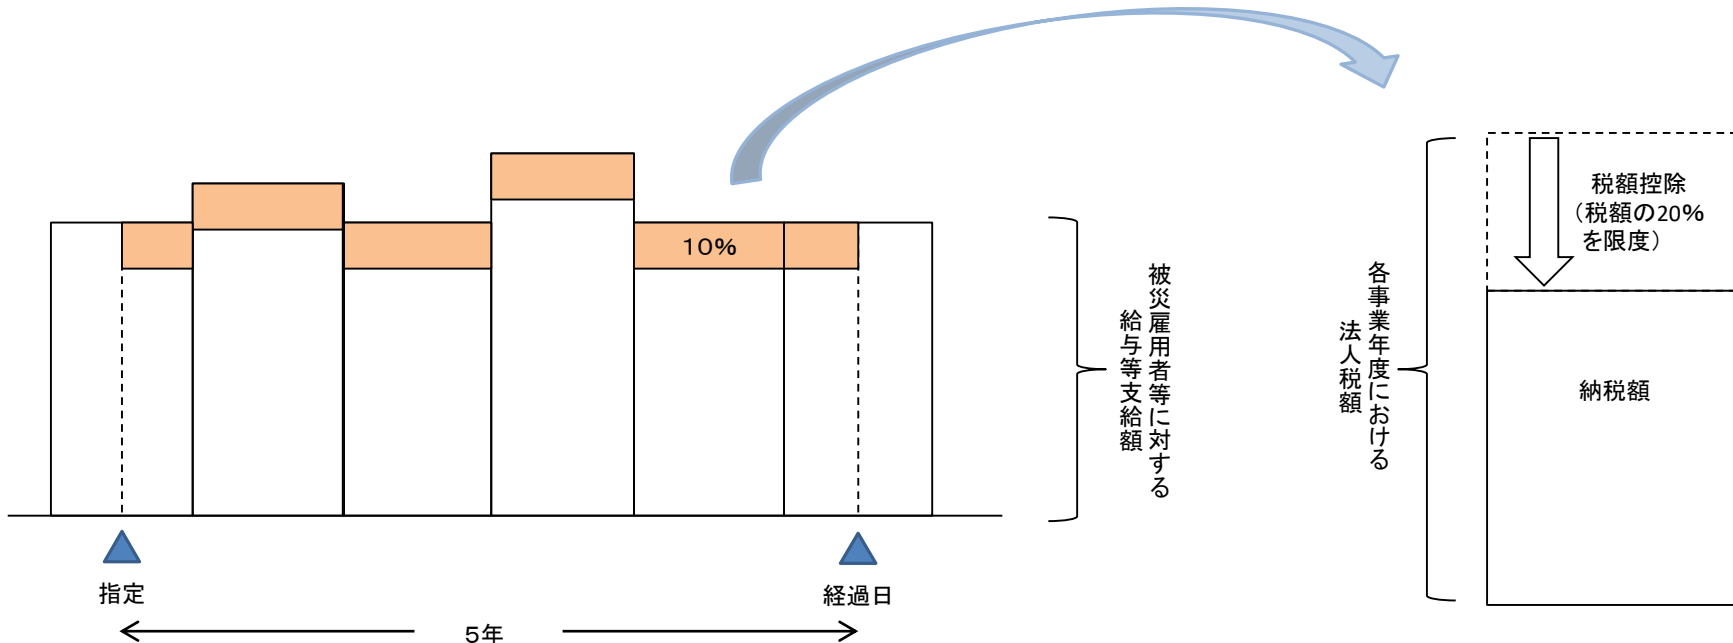 10%
指定
経過日
5年
被災雇用者等に対する
給与等支給額
各事業年度における
法人税額
税額控除
（税額の20%
を限度）
納税額